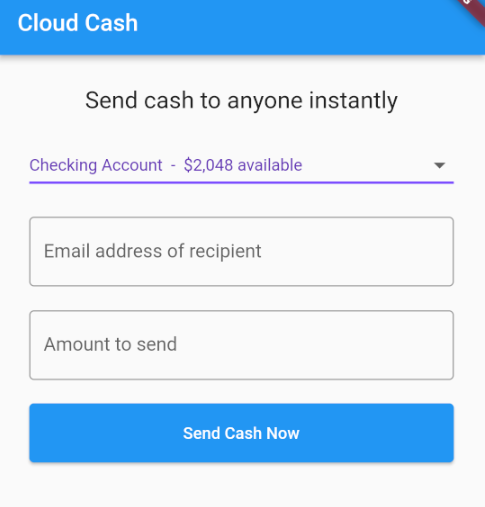 Cloud Cash
Send cash to anyone instantly
Checking Account - $2,048 available
Email address of recipient
Amount to send
Send Cash Now